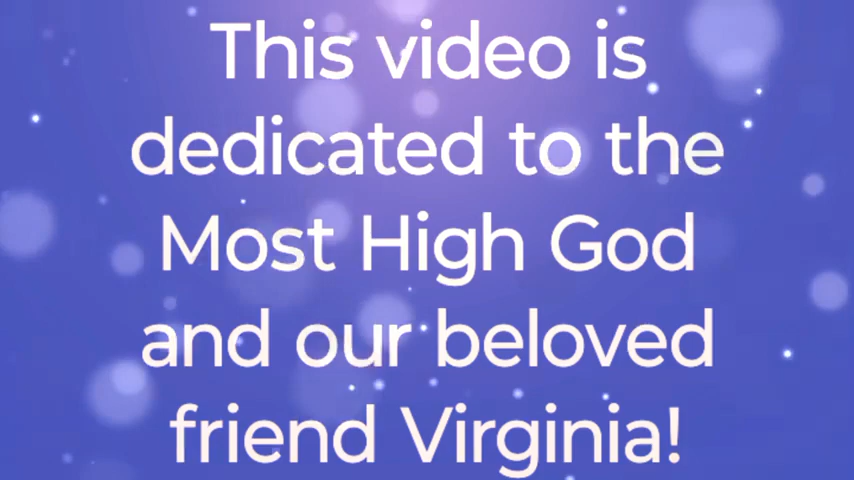 This video is
dedicated to the
Most High God
and our beloved
friend Virginia!